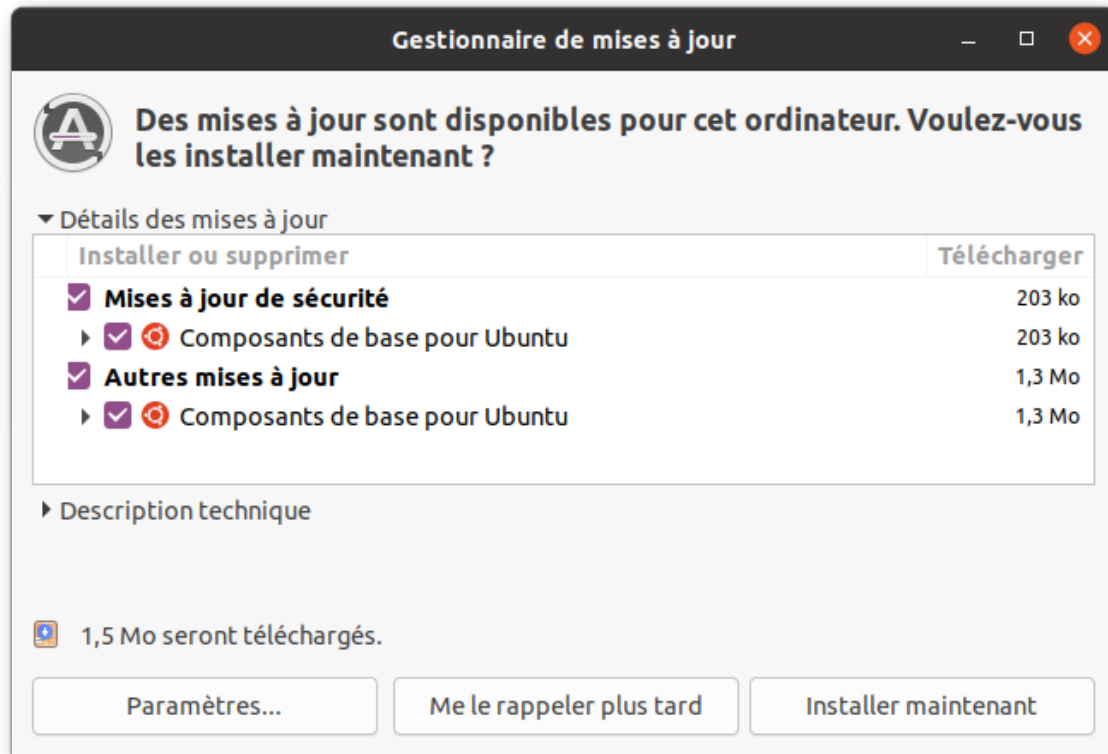 Gestionnaire de mises à jour
Des mises à jour sont disponibles pour cet ordinateur. Voulez-vous
les installer maintenant ?
Détails des mises à jour
Installer ou supprimer Télécharger
Mises à jour de sécurité 203 ko
Composants de base pour Ubuntu 203 ko
Autres mises à jour 1,3 Mo
Composants de base pour Ubuntu 1,3 Mo
Description technique
1,5 Mo seront téléchargés.
Paramètres... Me le rappeler plus tard Installer maintenant